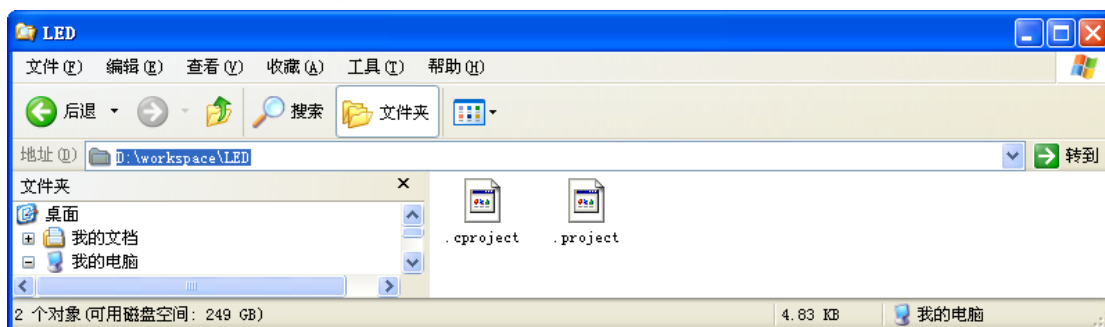 LED
文件(F) 编辑(E) 查看(V) 收藏(A) 工具(T) 帮助(H)
后退 搜索 文件夹
地址(D) D:\workspace\LED 转到
文件夹
桌面
我的文档
我的电脑
.cproject .project
2 个对象(可用磁盘空间: 249 GB) 4.83 KB 我的电脑